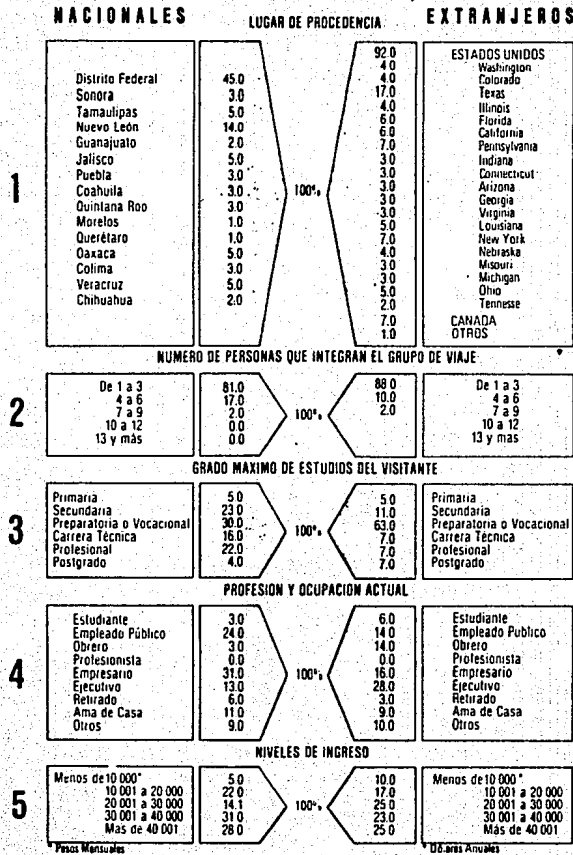 NACIONALES LUGAR DE PROCEDENCIA EXTRANJEROS
1
92.0 ESTADOS UNIDOS
4.0 Washington
Distrito Federal 45.0 4.0 Colorado
Sonora 3.0 17.0 Texas
Tamaulipas 5.0 4.0 Illinois
Nuevo León 14.0 6.0 Florida
Guanajuato 2.0 6.0 California
Jalisco 5.0 7.0 Pennsylvania
Puebla 3.0 3.0 Indiana
Coahuila 3.0 100% 3.0 Connecticut
Quintana Roo 3.0 3.0 Arizona
Morelos 1.0 3.0 Georgia
Querétaro 1.0 3.0 Virginia
Oaxaca 5.0 5.0 Louisiana
Colima 3.0 7.0 New York
Veracruz 5.0 4.0 Nebraska
Chihuahua 2.0 3.0 Misouri
3.0 Michigan
5.0 Ohio
2.0 Tennesse
7.0 CANADA
1.0 OTROS
NUMERO DE PERSONAS QUE INTEGRAN EL GRUPO DE VIAJE
2
De 1 a 3 81.0 88.0 De 1 a 3
4 a 6 17.0 10.0 4 a 6
7 a 9 2.0 100% 2.0 7 a 9
10 a 12 0.0 10 a 12
13 y más 0.0 13 y mas
GRADO MAXIMO DE ESTUDIOS DEL VISITANTE
3
Primaria 5.0 5.0 Primaria
Secundaria 23.0 11.0 Secundaria
Preparatoria o Vocacional 30.0 100% 63.0 Preparatoria o Vocacional
Carrera Técnica 16.0 7.0 Carrera Técnica
Profesional 22.0 7.0 Profesional
Postgrado 4.0 7.0 Postgrado
PROFESION Y OCUPACION ACTUAL
4
Estudiante 3.0 6.0 Estudiante
Empleado Público 24.0 14.0 Empleado Publico
Obrero 3.0 14.0 Obrero
Profesionista 0.0 0.0 Profesionista
Empresario 31.0 100% 16.0 Empresario
Ejecutivo 13.0 28.0 Ejecutivo
Retirado 6.0 3.0 Retirado
Ama de Casa 11.0 9.0 Ama de Casa
Otros 9.0 10.0 Otros
NIVELES DE INGRESO
5
Menos de 10 000* 5.0 10.0 Menos de 10 000*
10 001 a 20 000 22.0 17.0 10 001 a 20 000
20 001 a 30 000 14.1 100% 25.0 20 001 a 30 000
30 001 a 40 000 31.0 23.0 30 001 a 40 000
Mas de 40 001 28.0 25.0 Más de 40 001
* Pesos Mensuales * Dólares Anuales